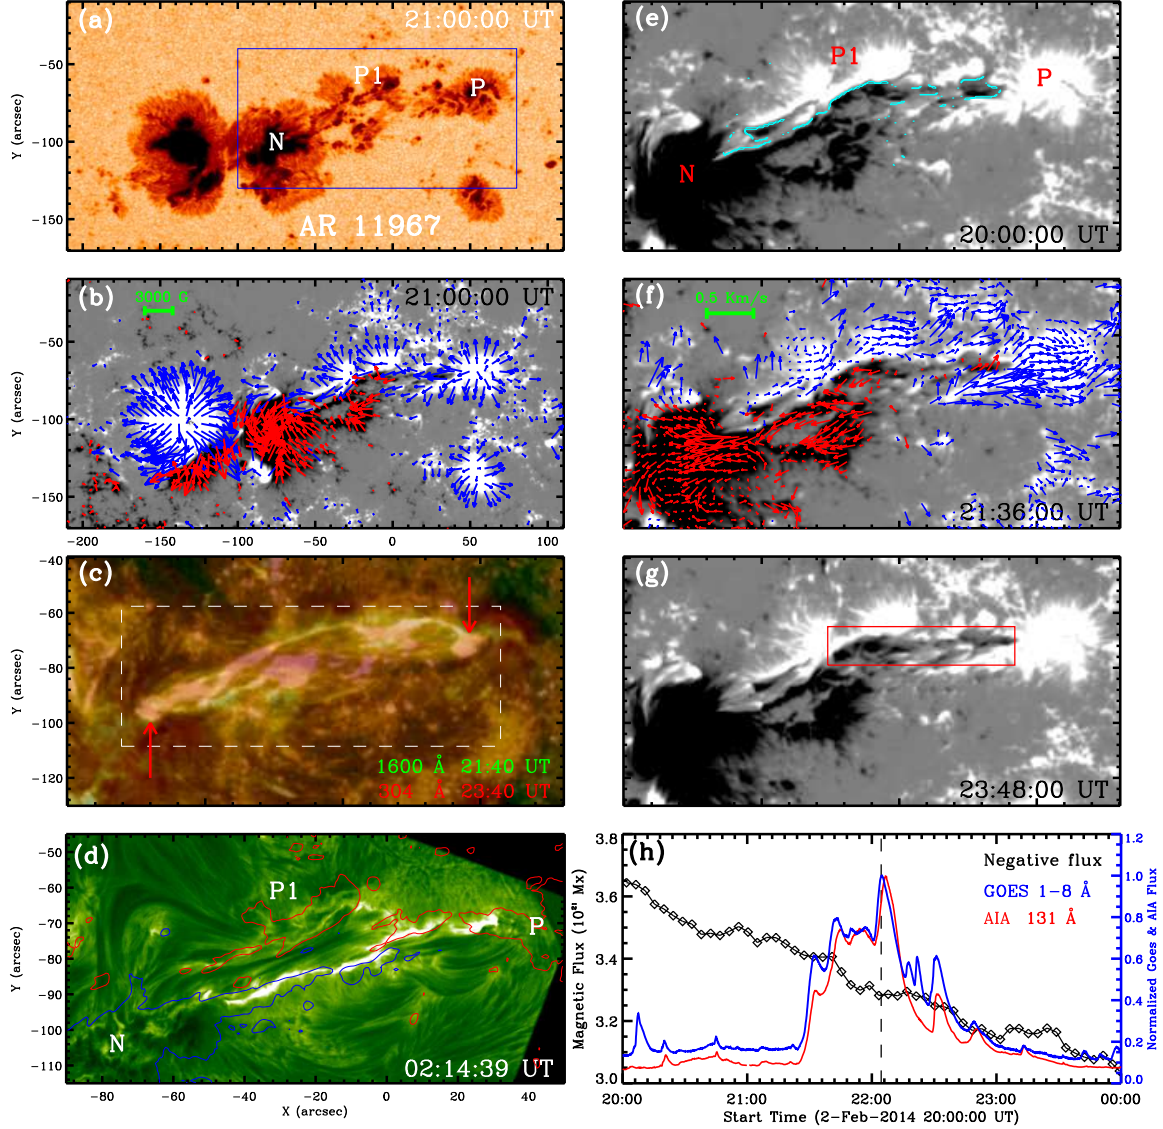 (a)
21:00:00 UT
P1
P
N
AR 11967
-50
-100
-150
Y (arcsec)
(b)
3000 G
21:00:00 UT
-50
-100
-150
Y (arcsec)
-200
-150
-100
-50
0
50
100
(c)
-40
-60
-80
-100
-120
Y (arcsec)
1600 Å 21:40 UT
304 Å 23:40 UT
(d)
P1
P
N
02:14:39 UT
-50
-60
-70
-80
-90
-100
-110
Y (arcsec)
-80
-60
-40
-20
0
20
40
X (arcsec)
(e)
P1
P
N
20:00:00 UT
(f)
0.5 Km/s
21:36:00 UT
(g)
23:48:00 UT
(h)
Negative flux
GOES 1-8 Å
AIA 131 Å
3.8
3.6
3.4
3.2
3.0
Magnetic Flux (10²¹ Mx)
1.2
1.0
0.8
0.6
0.4
0.2
0.0
Normalized Goes & AIA Flux
20:00
21:00
22:00
23:00
00:00
Start Time (2-Feb-2014 20:00:00 UT)